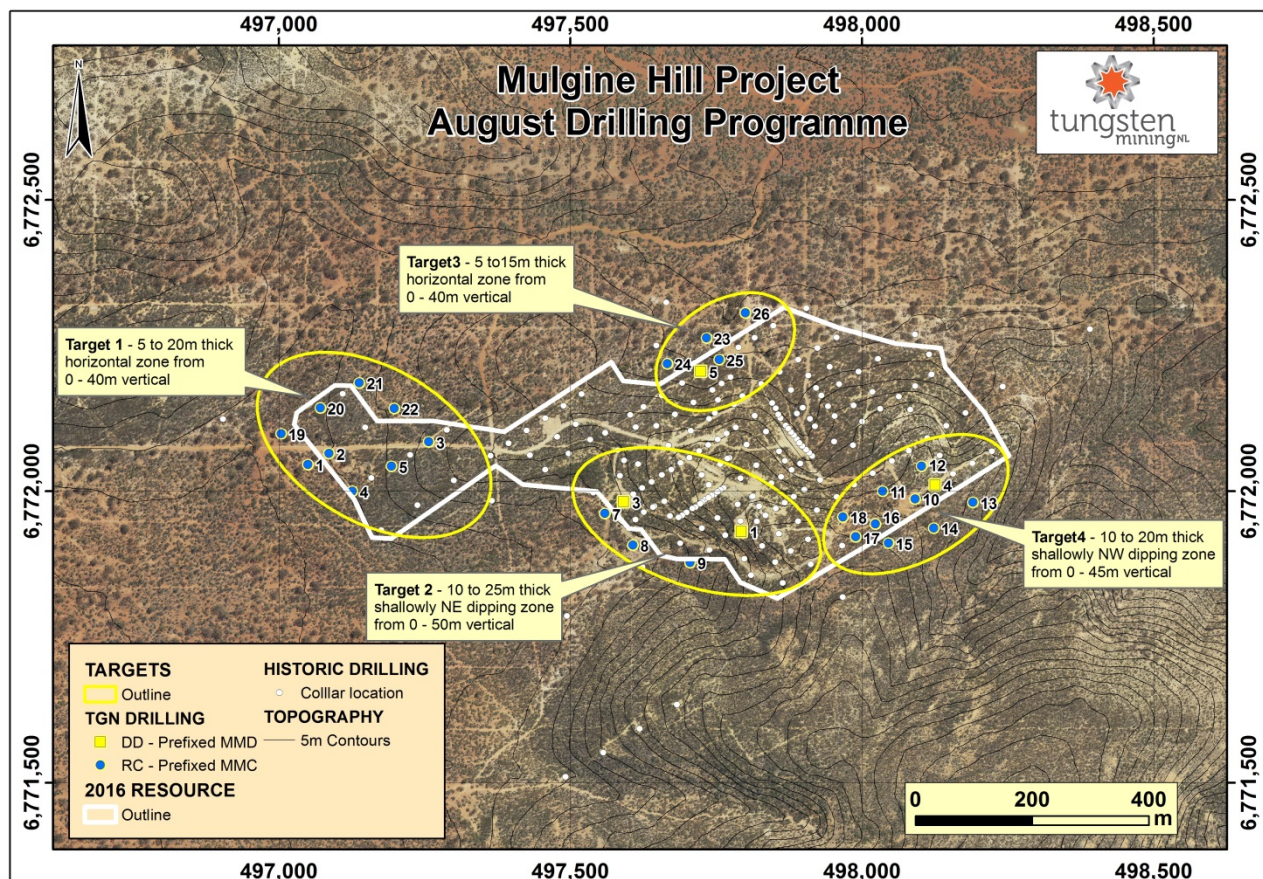 497,000
497,500
498,000
498,500
N
Mulgine Hill Project
August Drilling Programme
tungsten
miningNL
6,772,500
6,772,500
Target3 - 5 to15m thick
horizontal zone from
0 - 40m vertical
Target 1 - 5 to 20m thick
horizontal zone from
0 - 40m vertical
26
23
24
25
5
21
20
22
19
3
2
1
5
4
6,772,000
6,772,000
12
4
11
10
13
18
16
14
17
15
3
7
1
8
9
Target4 - 10 to 20m thick
shallowly NW dipping zone
from 0 - 45m vertical
Target 2 - 10 to 25m thick
shallowly NE dipping zone
from 0 - 50m vertical
TARGETS
Outline
TGN DRILLING
DD - Prefixed MMD
RC - Prefixed MMC
2016 RESOURCE
Outline
HISTORIC DRILLING
Colllar location
TOPOGRAPHY
5m Contours
6,771,500
6,771,500
0 200 400
m
497,000
497,500
498,000
498,500